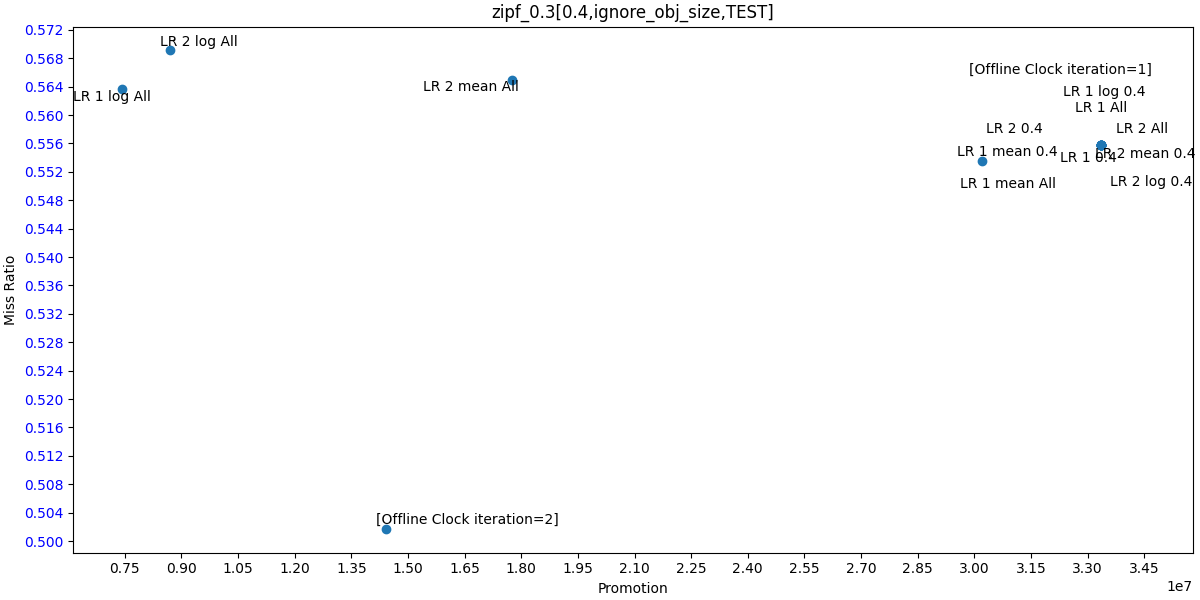 zipf_0.3[0.4,ignore_obj_size,TEST]
0.572
0.568
0.564
0.560
0.556
0.552
0.548
0.544
0.540
0.536
0.532
0.528
0.524
0.520
0.516
0.512
0.508
0.504
0.500
Miss Ratio
LR 2 log All
LR 1 log All
LR 2 mean All
[Offline Clock iteration=1]
LR 1 log 0.4
LR 1 All
LR 2 0.4
LR 2 All
LR 1 mean 0.4
LR 1 0.4
LR 2 mean 0.4
LR 1 mean All
LR 2 log 0.4
[Offline Clock iteration=2]
0.75 0.90 1.05 1.20 1.35 1.50 1.65 1.80 1.95 2.10 2.25 2.40 2.55 2.70 2.85 3.00 3.15 3.30 3.45
1e7
Promotion